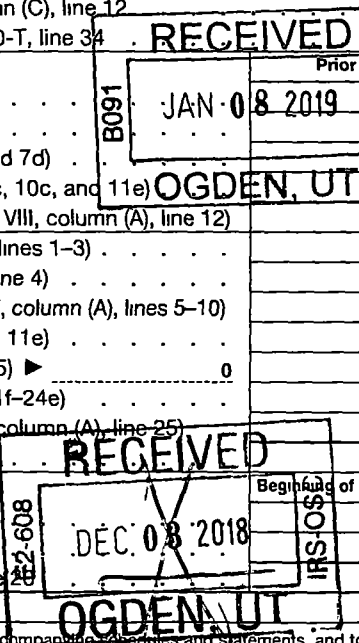 n (C), line 12
0-T, line 34
RECEIVED
Prior
B091
JAN 08 2019
d 7d)
, 10c, and 11e)
OGDEN, UT
VIII, column (A), line 12)
lines 1–3)
ne 4)
, column (A), lines 5–10)
11e)
5) ▶ 0
1f–24e)
column (A), line 25)
RECEIVED
Beginning of
DEC 03 2018
IRS-OSC
OGDEN, UT
companying schedules and statements, and to